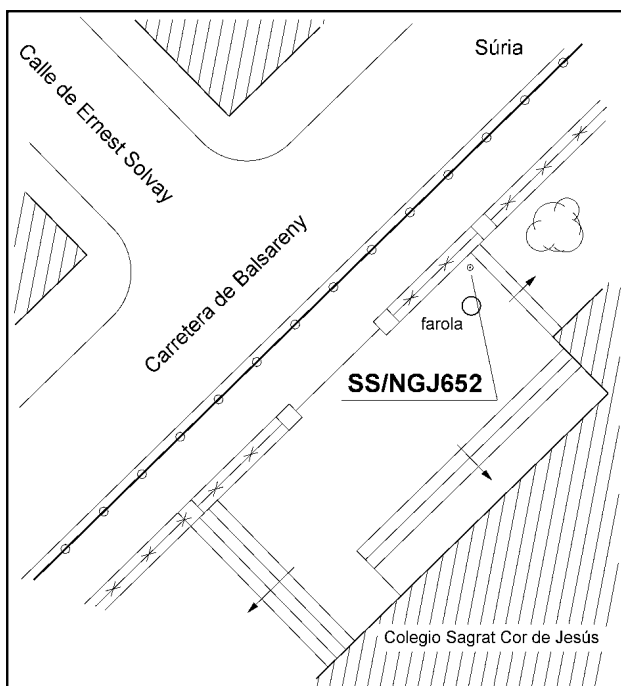 Súria
Calle de Ernest Solvay
Carretera de Balsareny
farola
SS/NGJ652
Colegio Sagrat Cor de Jesús